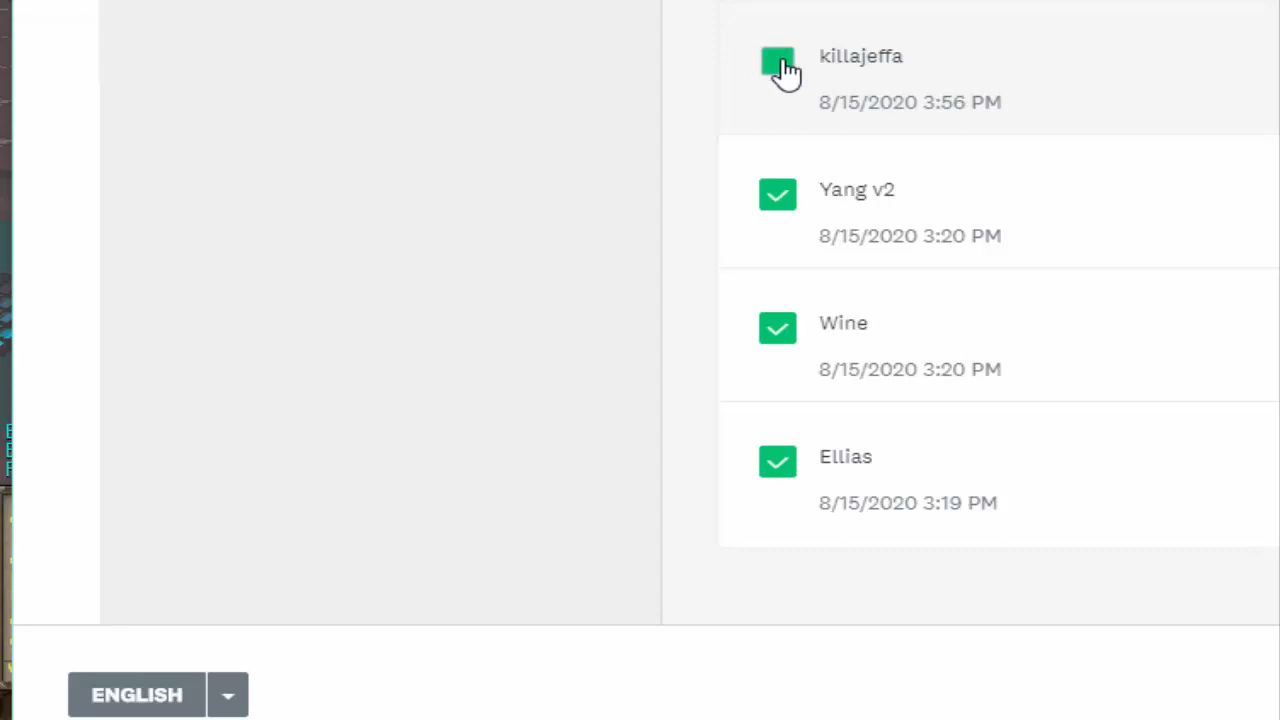 killajeffa
8/15/2020 3:56 PM
Yang v2
8/15/2020 3:20 PM
Wine
8/15/2020 3:20 PM
Ellias
8/15/2020 3:19 PM
ENGLISH